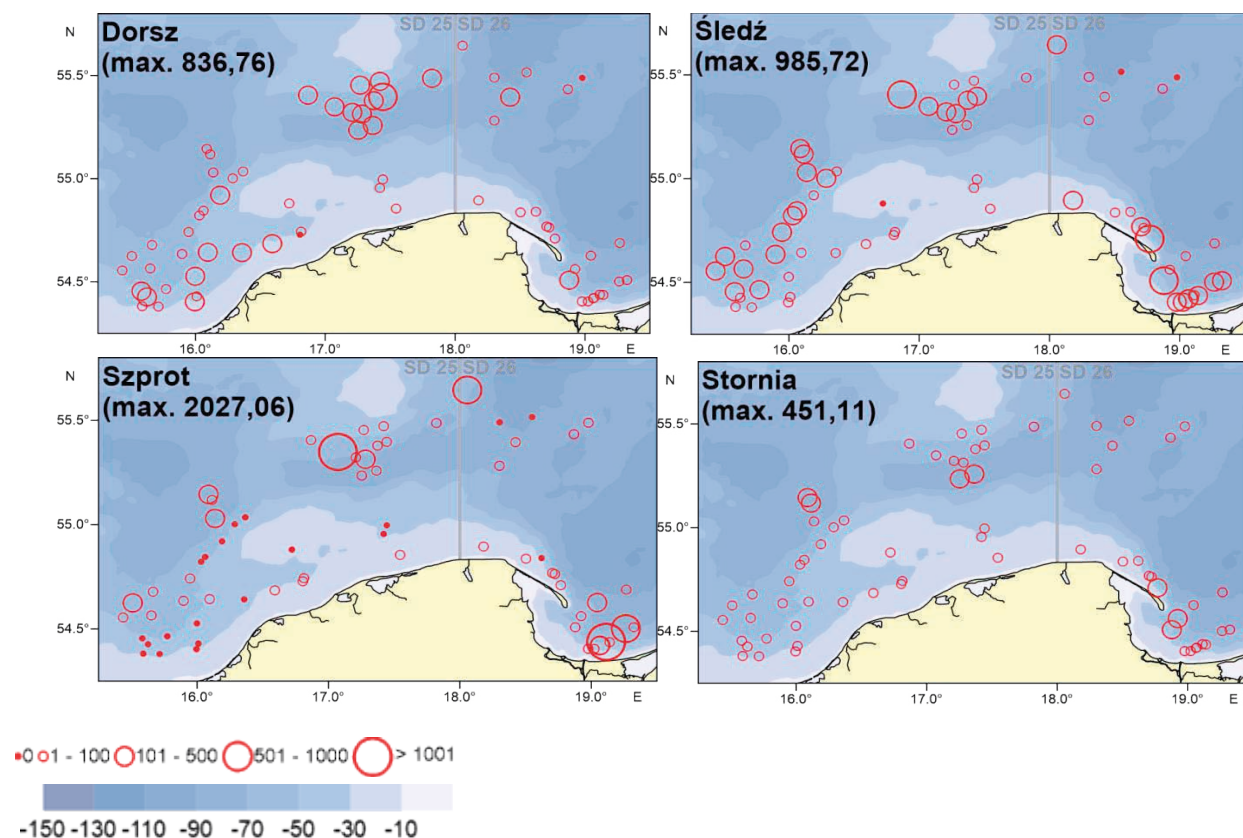 Dorsz
(max. 836,76)
SD 25 SD 26
N
55.5°
55.0°
54.5°
16.0°
17.0°
18.0°
19.0°
E
Śledź
(max. 985,72)
SD 25 SD 26
N
55.5°
55.0°
54.5°
16.0°
17.0°
18.0°
19.0°
E
Szprot
(max. 2027,06)
SD 25 SD 26
N
55.5°
55.0°
54.5°
16.0°
17.0°
18.0°
19.0°
E
Stornia
(max. 451,11)
SD 25 SD 26
N
55.5°
55.0°
54.5°
16.0°
17.0°
18.0°
19.0°
E
0 1 - 100 101 - 500 501 - 1000 > 1001
-150 -130 -110 -90 -70 -50 -30 -10